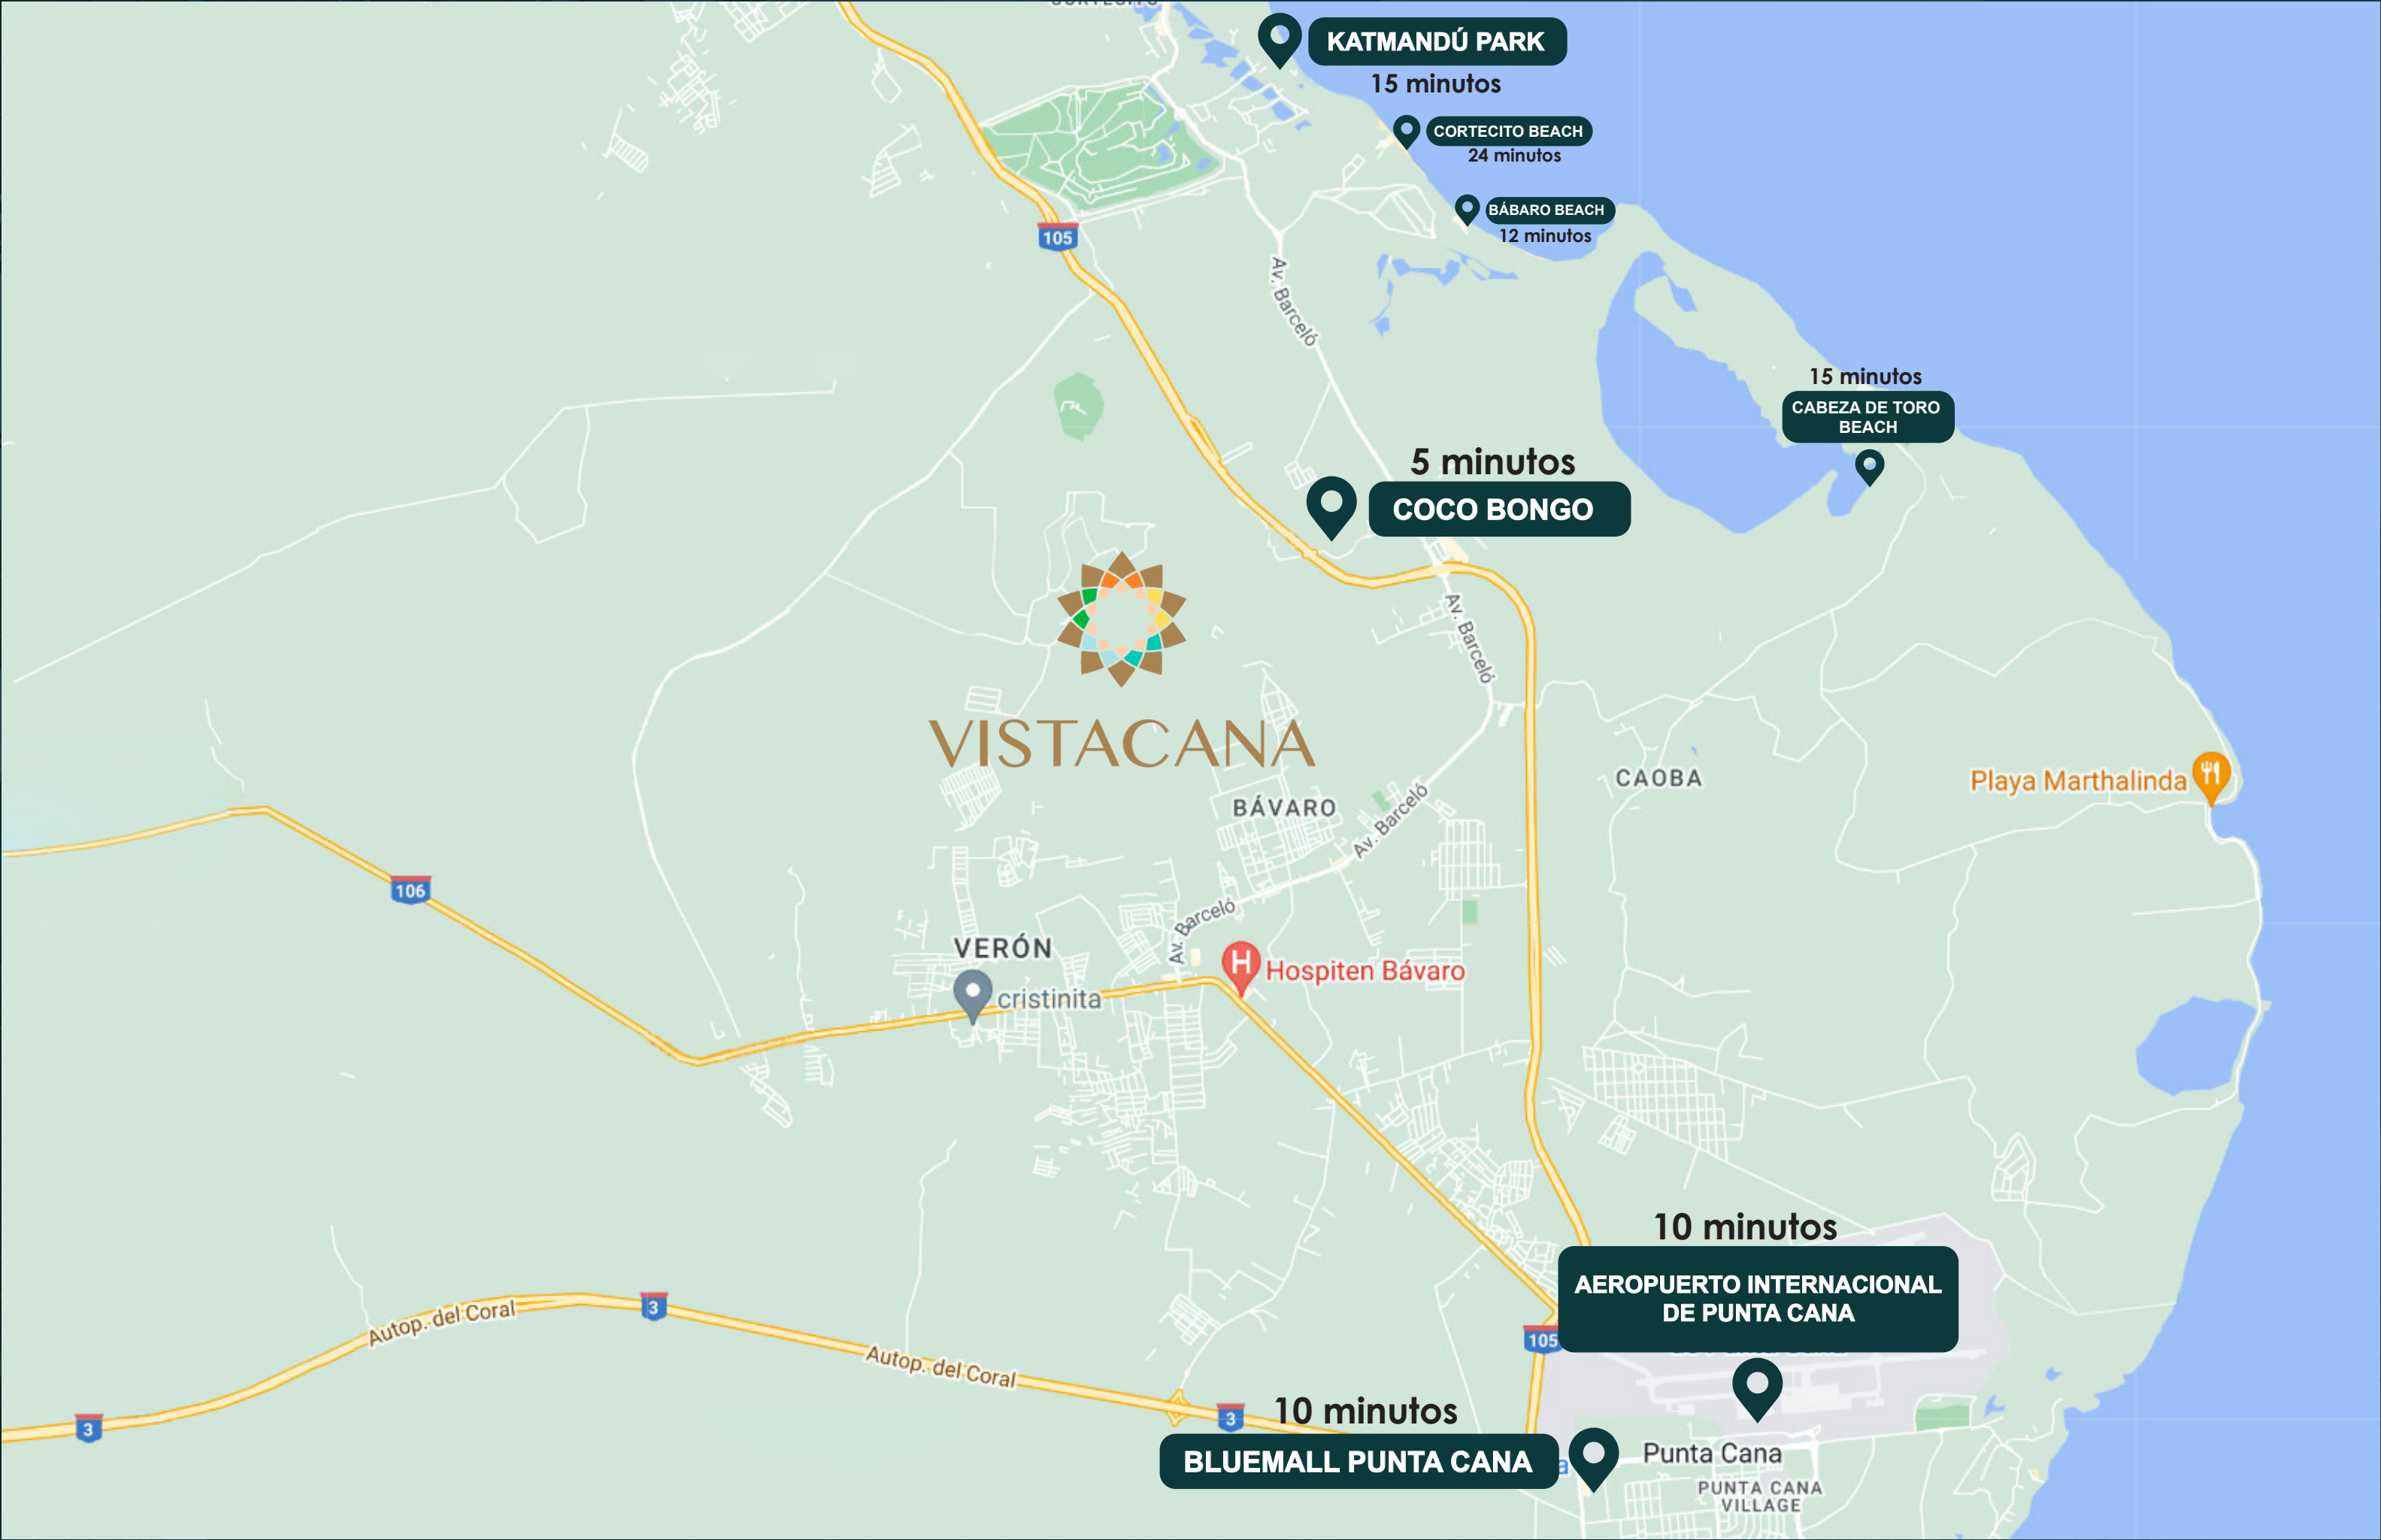 KATMANDÚ PARK
15 minutos
CORTECITO BEACH
24 minutos
BÁBARO BEACH
12 minutos
105
Av. Barceló
15 minutos
CABEZA DE TORO
BEACH
5 minutos
COCO BONGO
Av. Barceló
VISTACANA
CAOBA
Playa Marthalinda
BÁVARO
Av. Barceló
106
Av. Barceló
VERÓN
H
Hospiten Bávaro
cristinita
10 minutos
AEROPUERTO INTERNACIONAL
DE PUNTA CANA
3
Autop. del Coral
105
Autop. del Coral
3
3
10 minutos
BLUEMALL PUNTA CANA
Punta Cana
PUNTA CANA
VILLAGE